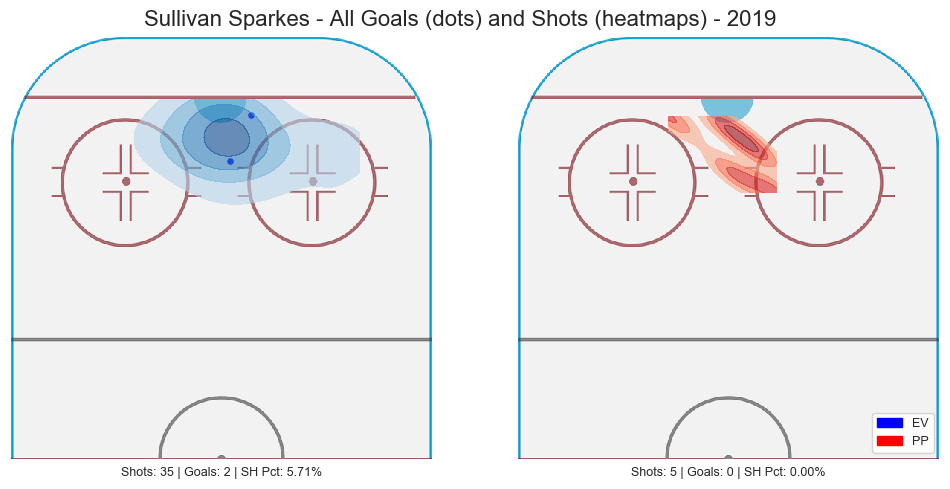 Sullivan Sparkes - All Goals (dots) and Shots (heatmaps) - 2019
EV
PP
Shots: 35 | Goals: 2 | SH Pct: 5.71%
Shots: 5 | Goals: 0 | SH Pct: 0.00%